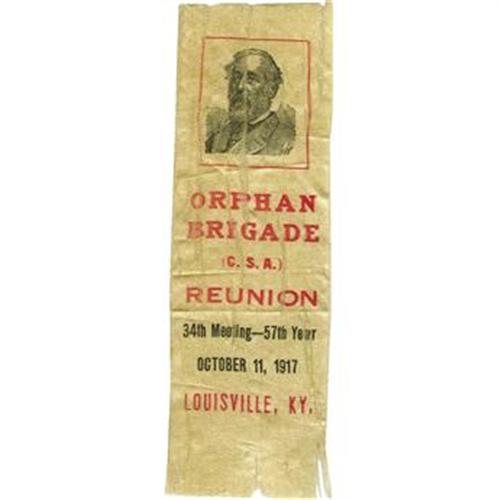 ORPHAN
BRIGADE
(C. S. A.)
REUNION
34th Meeting—57th Year
OCTOBER 11, 1917
LOUISVILLE, KY.